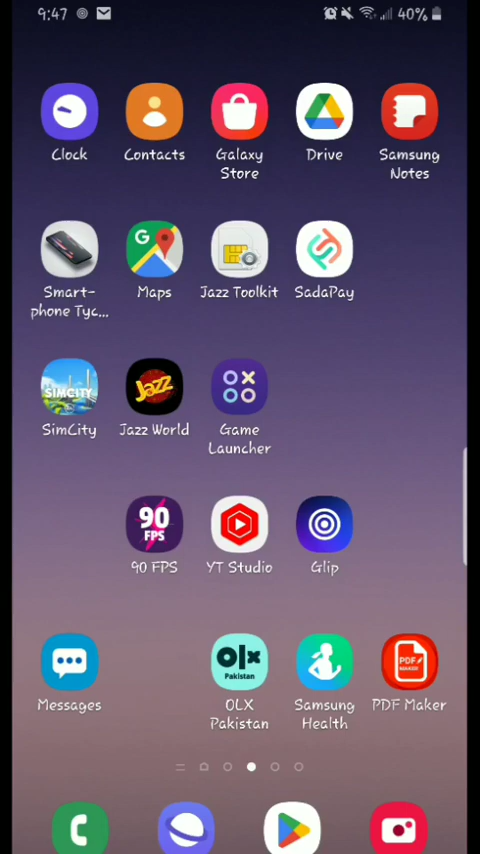 9:47 40%
Clock Contacts Galaxy Drive Samsung
Store Notes
G
Smart- Maps Jazz Toolkit SadaPay
phone Tyc...
SIMCITY Jazz
SimCity Jazz World Game
Launcher
90
FPS
90 FPS YT Studio Glip
olx PDF
Pakistan
Messages OLX Samsung PDF Maker
Pakistan Health